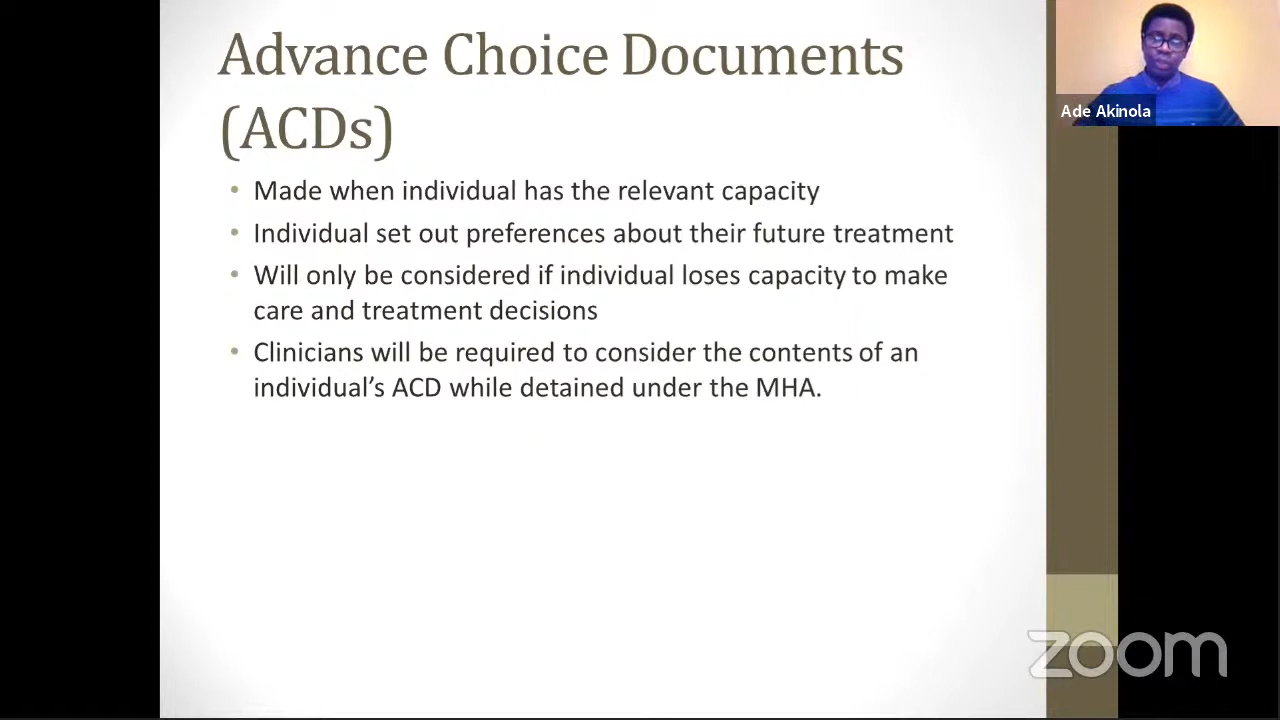 Advance Choice Documents
(ACDs)
• Made when individual has the relevant capacity
• Individual set out preferences about their future treatment
• Will only be considered if individual loses capacity to make
care and treatment decisions
• Clinicians will be required to consider the contents of an
individual’s ACD while detained under the MHA.
Ade Akinola
zoom